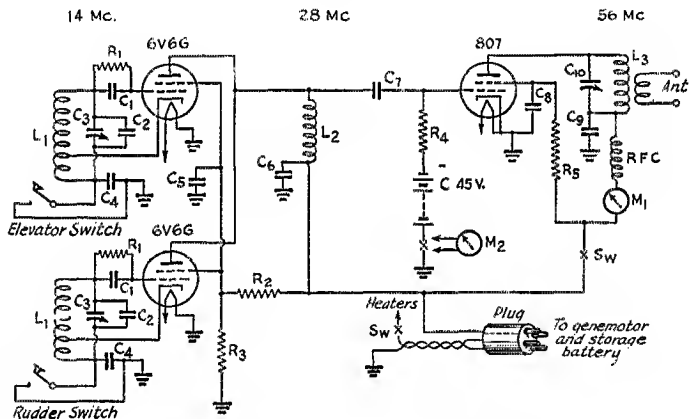 14 Mc. 28 Mc 56 Mc
6V6G 807
R1 C1 C3 C2 L1 C4 C5
Elevator Switch
C7 L2 C6 R4 C8 R5 C10 L3 C9 Ant
RFC
C 45 v.
M1
M2
6V6G
R1 C1 C3 C2 L1 C4
R2 R3
Rudder Switch
Sw
Heaters
Sw
Plug
To genemotor
and storage
battery